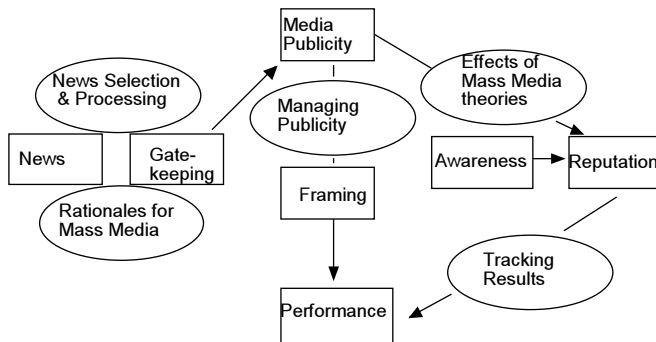 Media
Publicity
News Selection
& Processing
Effects of
Mass Media
theories
Managing
Publicity
News
Gate-
keeping
Awareness
Reputation
Framing
Rationales for
Mass Media
Tracking
Results
Performance